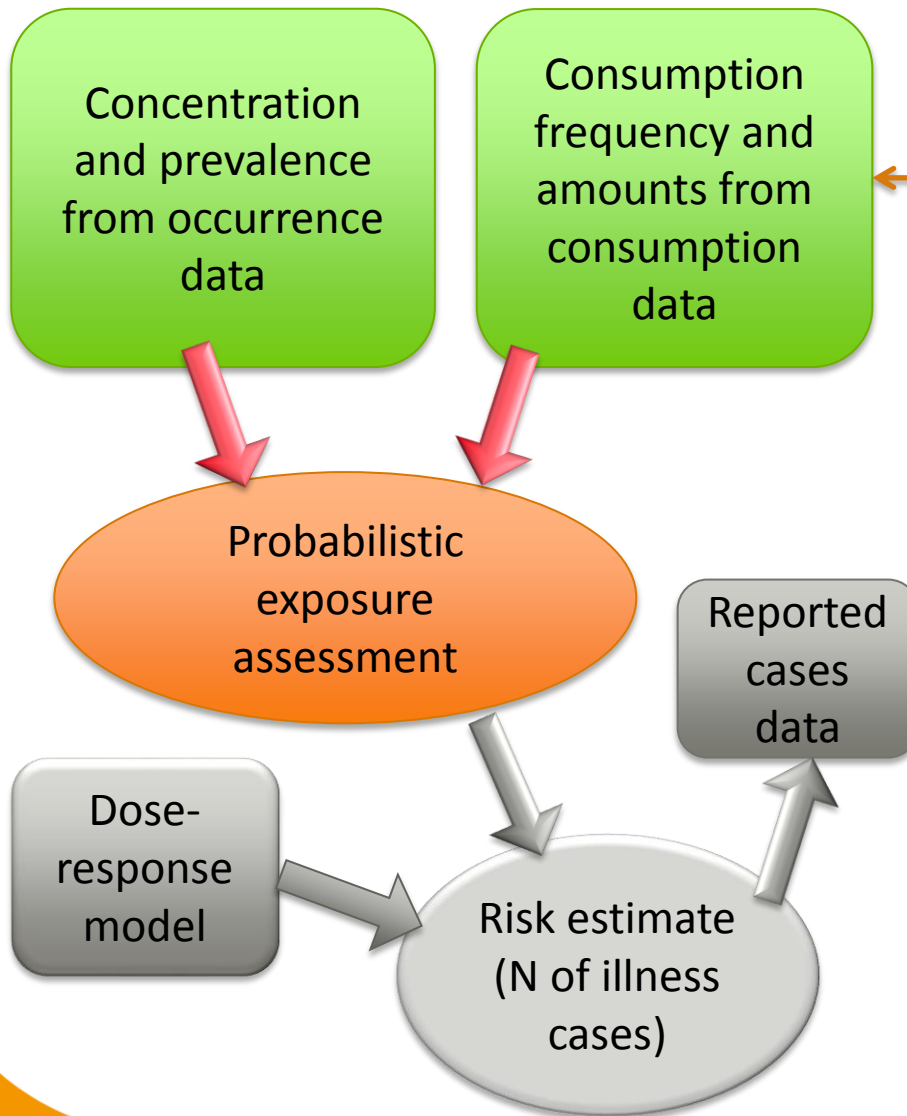 Concentration
and prevalence
from occurrence
data
Consumption
frequency and
amounts from
consumption
data
Probabilistic
exposure
assessment
Reported
cases
data
Dose-
response
model
Risk estimate
(N of illness
cases)